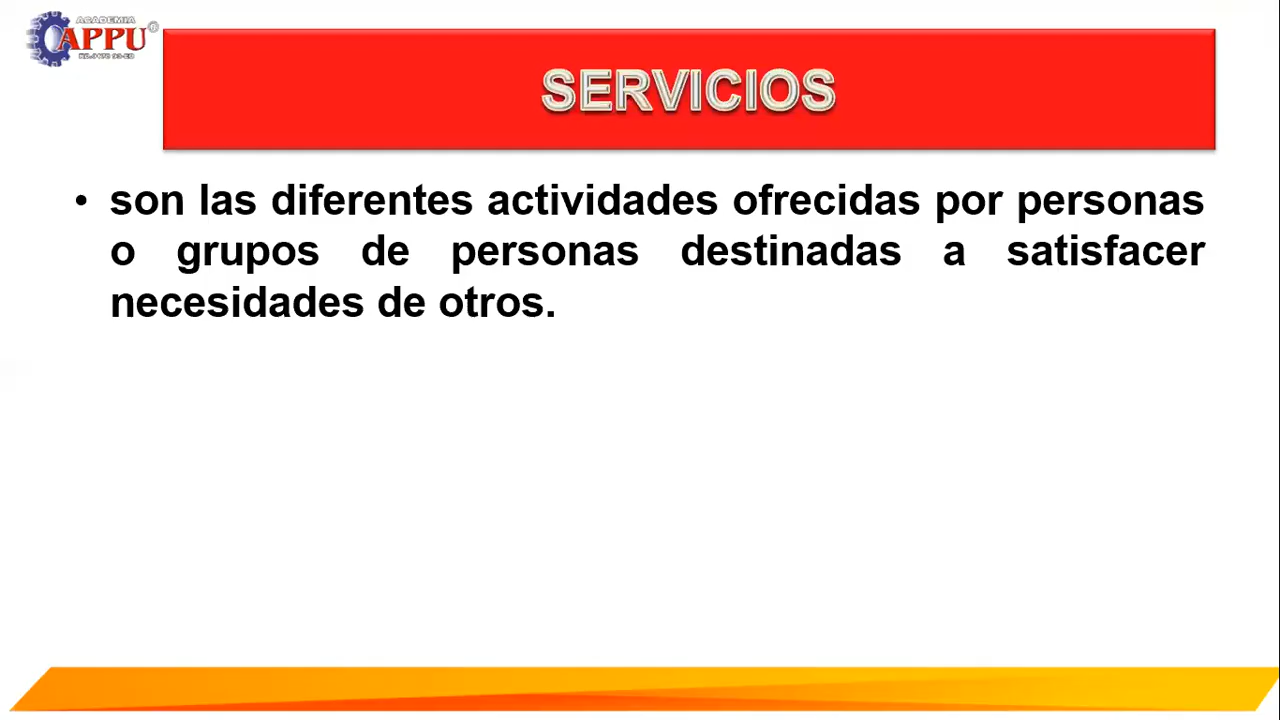 ACADEMIA
APPU
SERVICIOS
• son las diferentes actividades ofrecidas por personas
o grupos de personas destinadas a satisfacer
necesidades de otros.